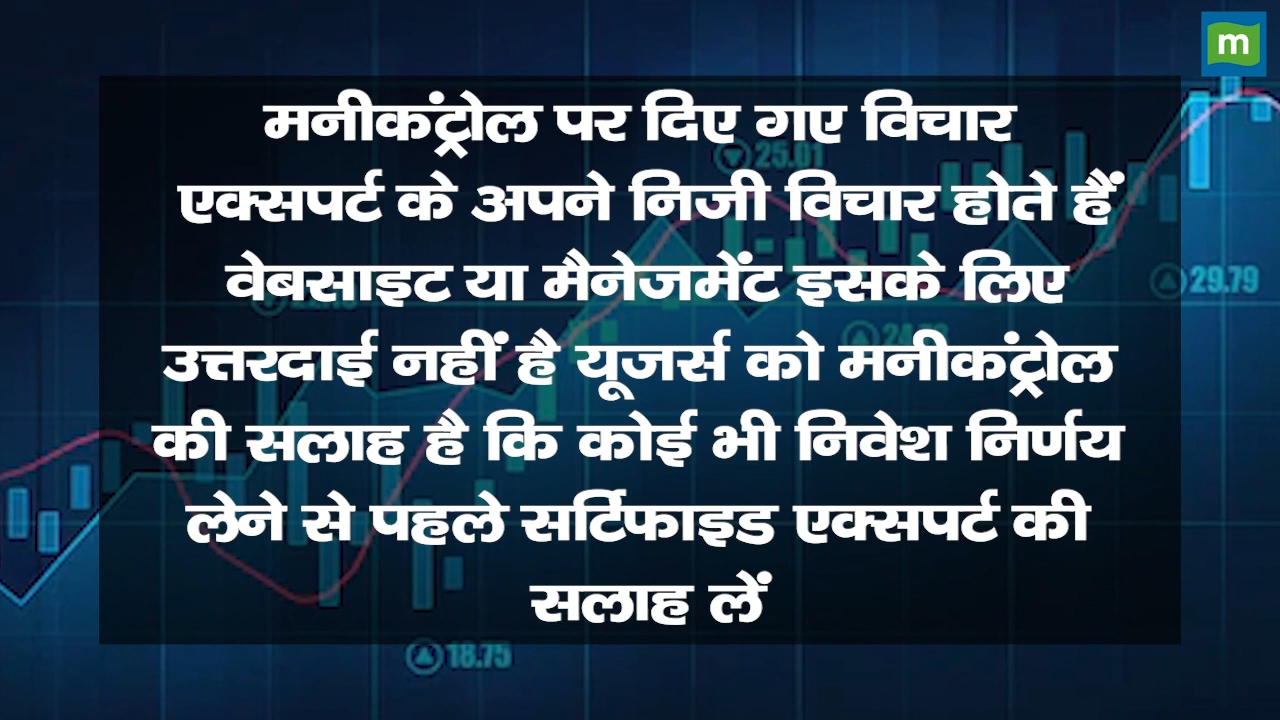 m
मनीकंट्रोल पर दिए गए विचार
एक्सपर्ट के अपने निजी विचार होते हैं
वेबसाइट या मैनेजमेंट इसके लिए
उत्तरदाई नहीं है यूजर्स को मनीकंट्रोल
की सलाह है कि कोई भी निवेश निर्णय
लेने से पहले सर्टिफाइड एक्सपर्ट की
सलाह लें
25.01
29.79
18.75